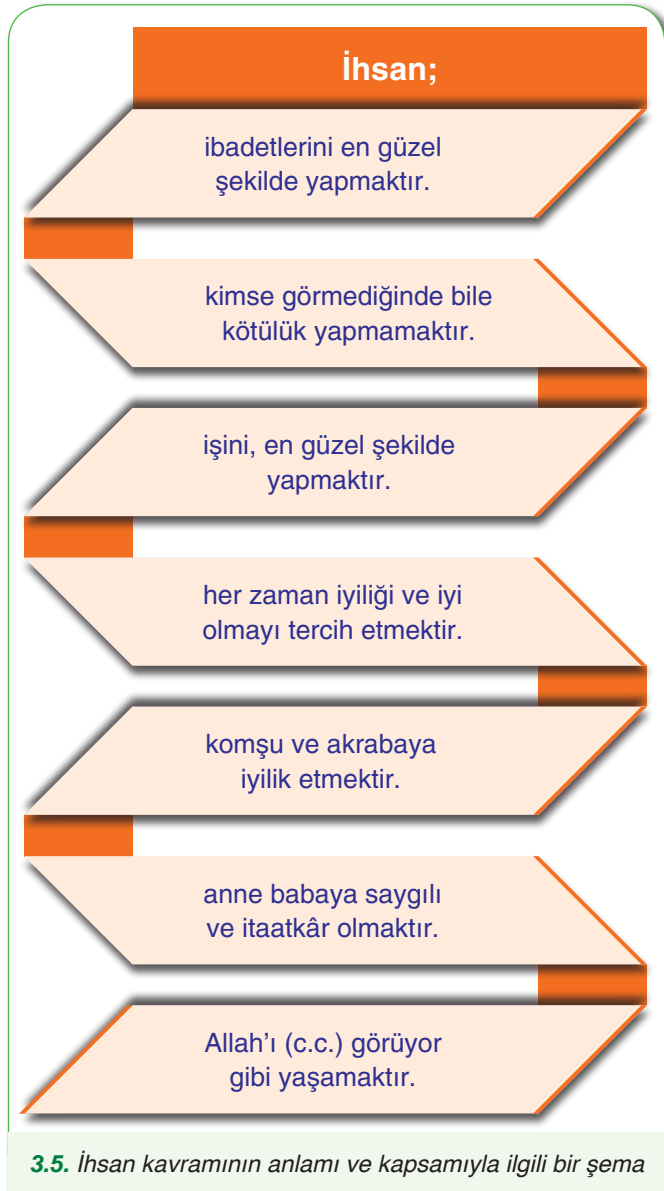 İhsan;
ibadetlerini en güzel
şekilde yapmaktır.
kimse görmediğinde bile
kötülük yapmamaktır.
işini, en güzel şekilde
yapmaktır.
her zaman iyiliği ve iyi
olmayı tercih etmektir.
komşu ve akrabaya
iyilik etmektir.
anne babaya saygılı
ve itaatkâr olmaktır.
Allah’ı (c.c.) görüyor
gibi yaşamaktır.
3.5. İhsan kavramının anlamı ve kapsamıyla ilgili bir şema